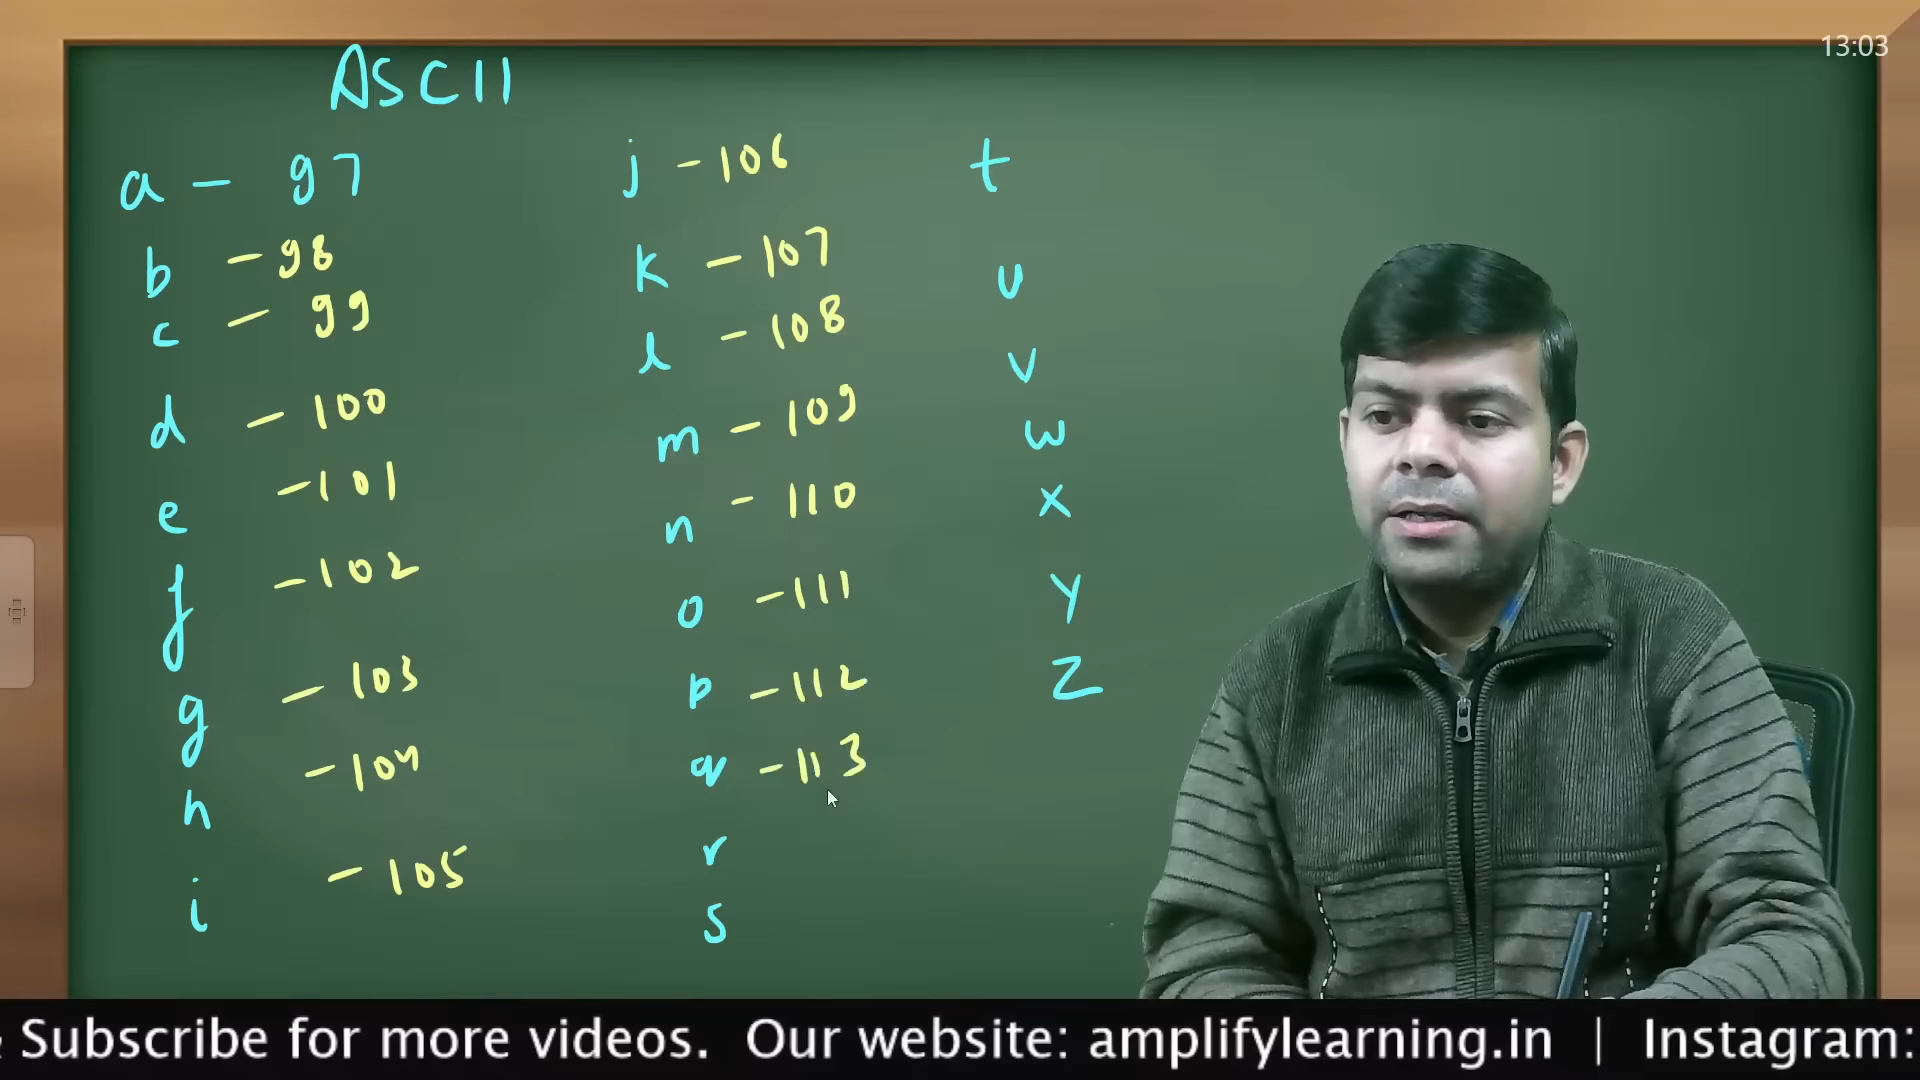 13:03
ASCII
a - 97
b - 98
c - 99
d - 100
e - 101
f - 102
g - 103
h - 104
i - 105
j - 106
k - 107
l - 108
m - 109
n - 110
o - 111
p - 112
q - 113
r
s
t
u
v
w
x
y
z
Subscribe for more videos. Our website: amplifylearning.in | Instagram: